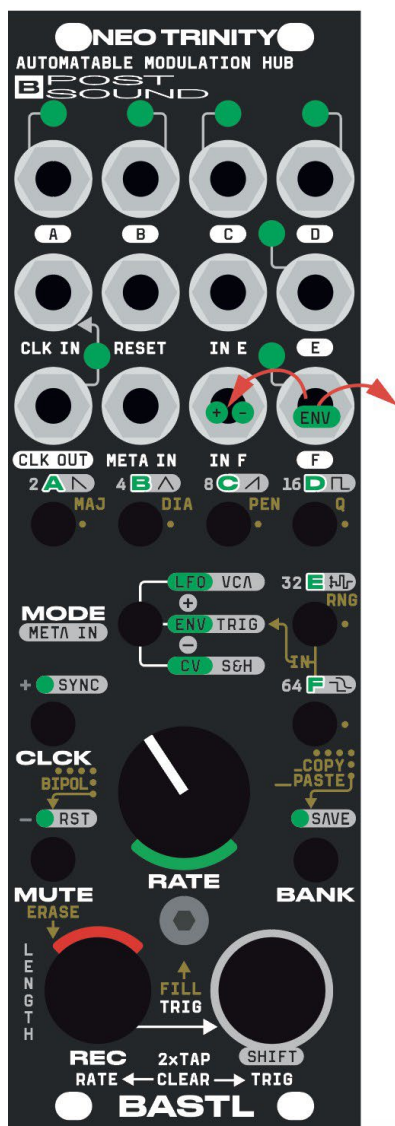 NEO TRINITY
AUTOMATABLE MODULATION HUB
B POST
SOUND
A B C D
CLK IN RESET IN E E
+ - ENV
CLK OUT META IN IN F F
2 A 4 B 8 C 16 D
MAJ DIA PEN Q
LFO VCA 32 E
MODE + RNG
META IN ENV TRIG
- IN
+ SYNC CV S&H 64 F
CLCK COPY
BIPOL PASTE
- RST SAVE
MUTE RATE BANK
ERASE
LENGTH
FILL
TRIG
REC 2xTAP SHIFT
RATE CLEAR TRIG
BASTL